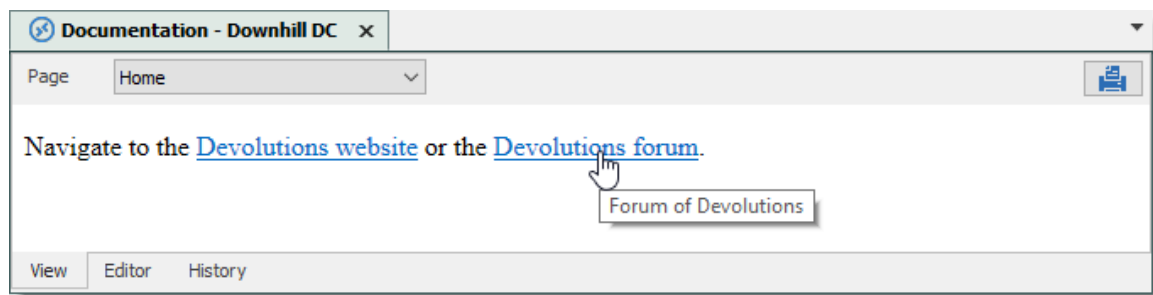 Documentation - Downhill DC x
Page Home
Navigate to the Devolutions website or the Devolutions forum.
Forum of Devolutions
View Editor History